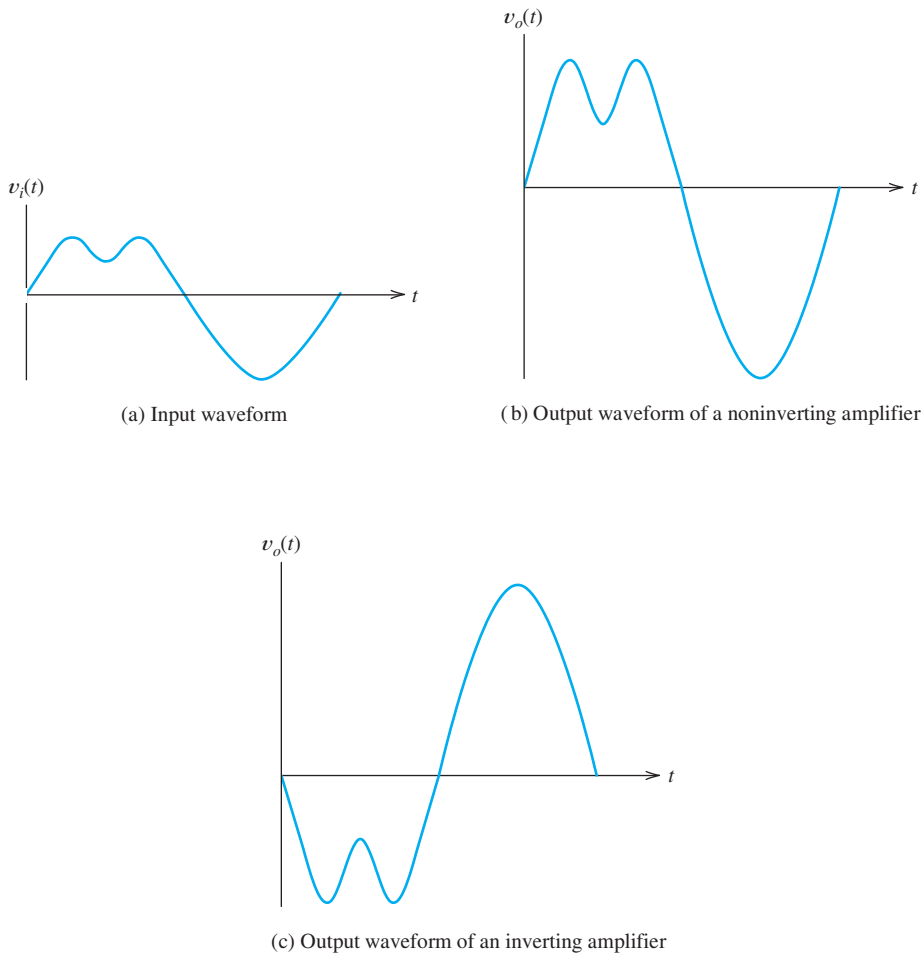 v_o(t)
t
(b) Output waveform of a noninverting amplifier
v_i(t)
t
(a) Input waveform
v_o(t)
t
(c) Output waveform of an inverting amplifier